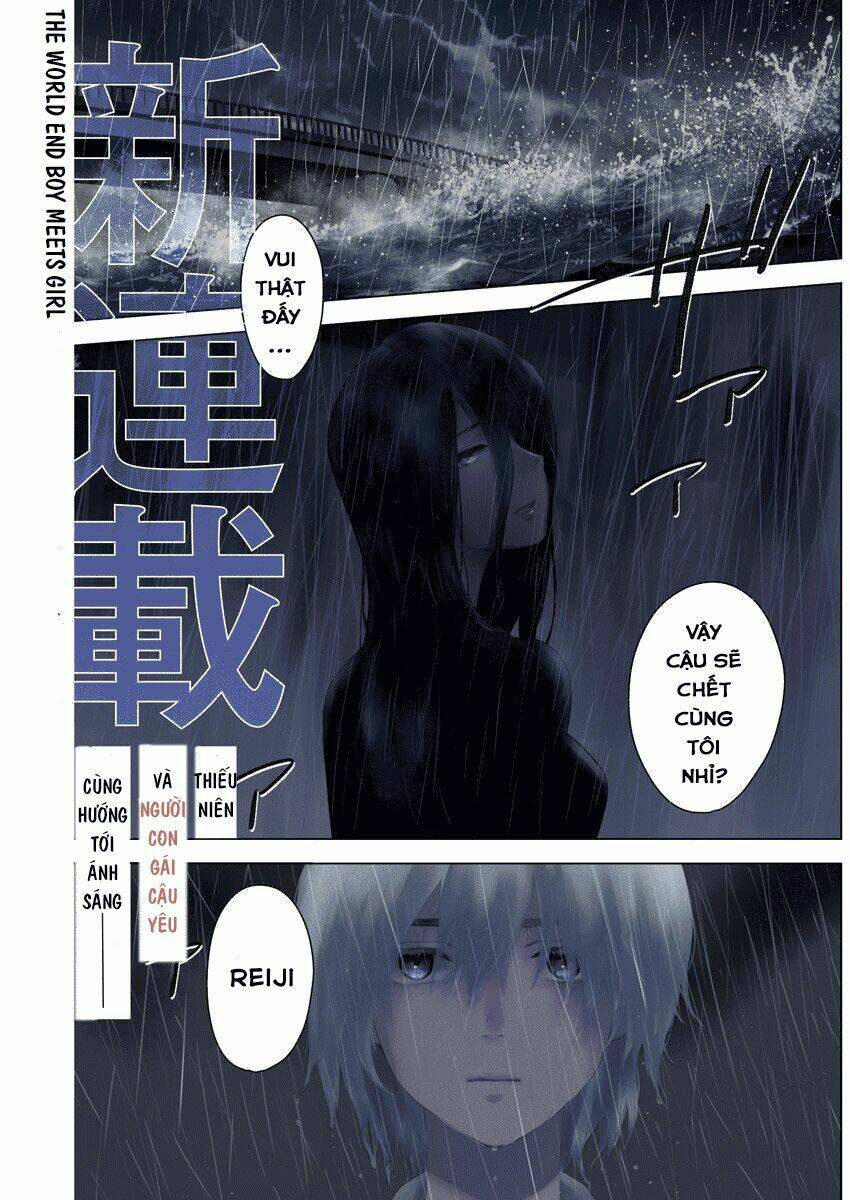 THE WORLD END BOY MEETS GIRL
新連載
VUI
THẬT
ĐẤY
...
VẬY
CẬU SẼ
CHẾT
CÙNG
TÔI
NHỈ?
THIẾU
NIÊN
VÀ
NGƯỜI
CON
GÁI
CẬU
YÊU
CÙNG
HƯỚNG
TỚI
ÁNH
SÁNG
REIJI